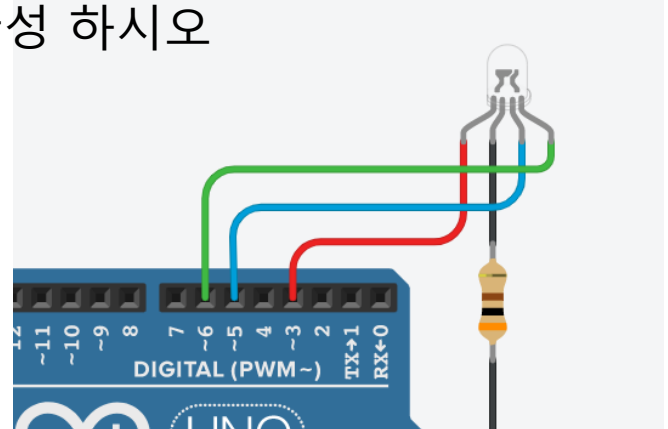 성 하시오
12
~11
~10
~9
8
7
~6
~5
4
~3
2
TX→1
RX←0
DIGITAL (PWM~)
UNO